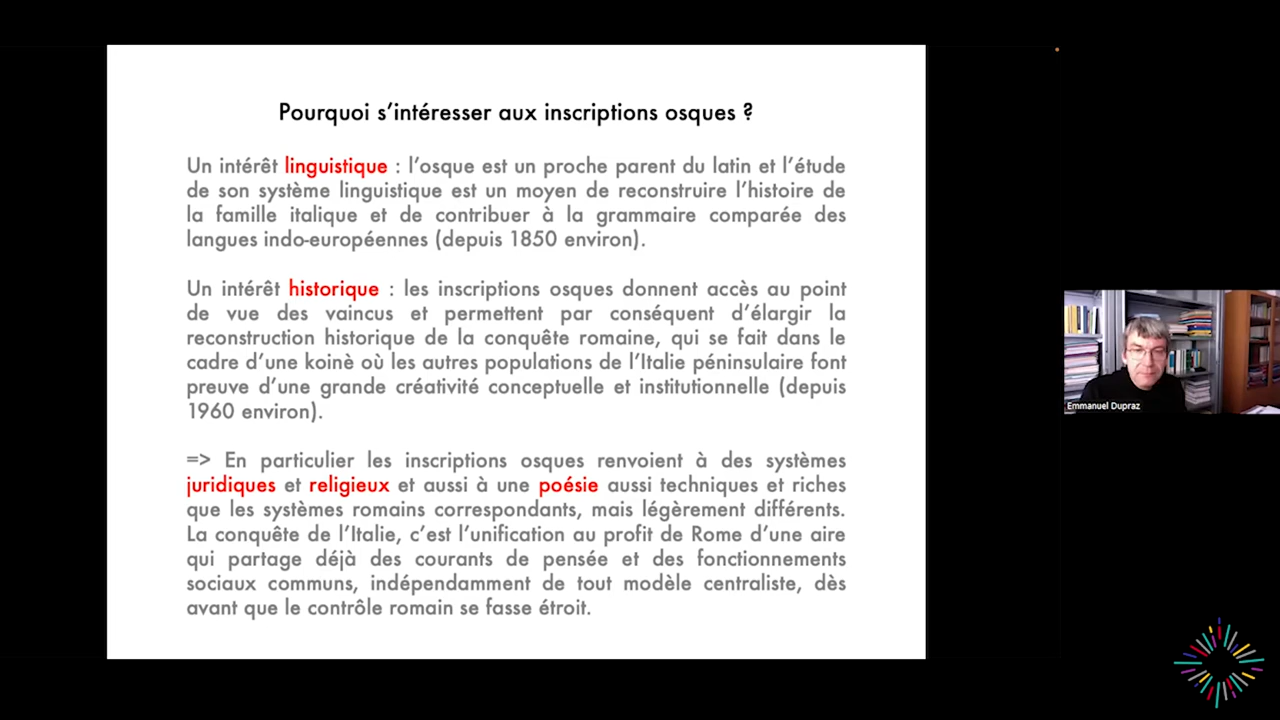 Pourquoi s'intéresser aux inscriptions osques ?
Un intérêt linguistique : l'osque est un proche parent du latin et l'étude
de son système linguistique est un moyen de reconstruire l'histoire de
la famille italique et de contribuer à la grammaire comparée des
langues indo-européennes (depuis 1850 environ).
Un intérêt historique : les inscriptions osques donnent accès au point
de vue des vaincus et permettent par conséquent d'élargir la
reconstruction historique de la conquête romaine, qui se fait dans le
cadre d'une koinè où les autres populations de l'Italie péninsulaire font
preuve d'une grande créativité conceptuelle et institutionnelle (depuis
1960 environ).
=> En particulier les inscriptions osques renvoient à des systèmes
juridiques et religieux et aussi à une poésie aussi techniques et riches
que les systèmes romains correspondants, mais légèrement différents.
La conquête de l'Italie, c'est l'unification au profit de Rome d'une aire
qui partage déjà des courants de pensée et des fonctionnements
sociaux communs, indépendamment de tout modèle centraliste, dès
avant que le contrôle romain se fasse étroit.
Emmanuel Dupraz